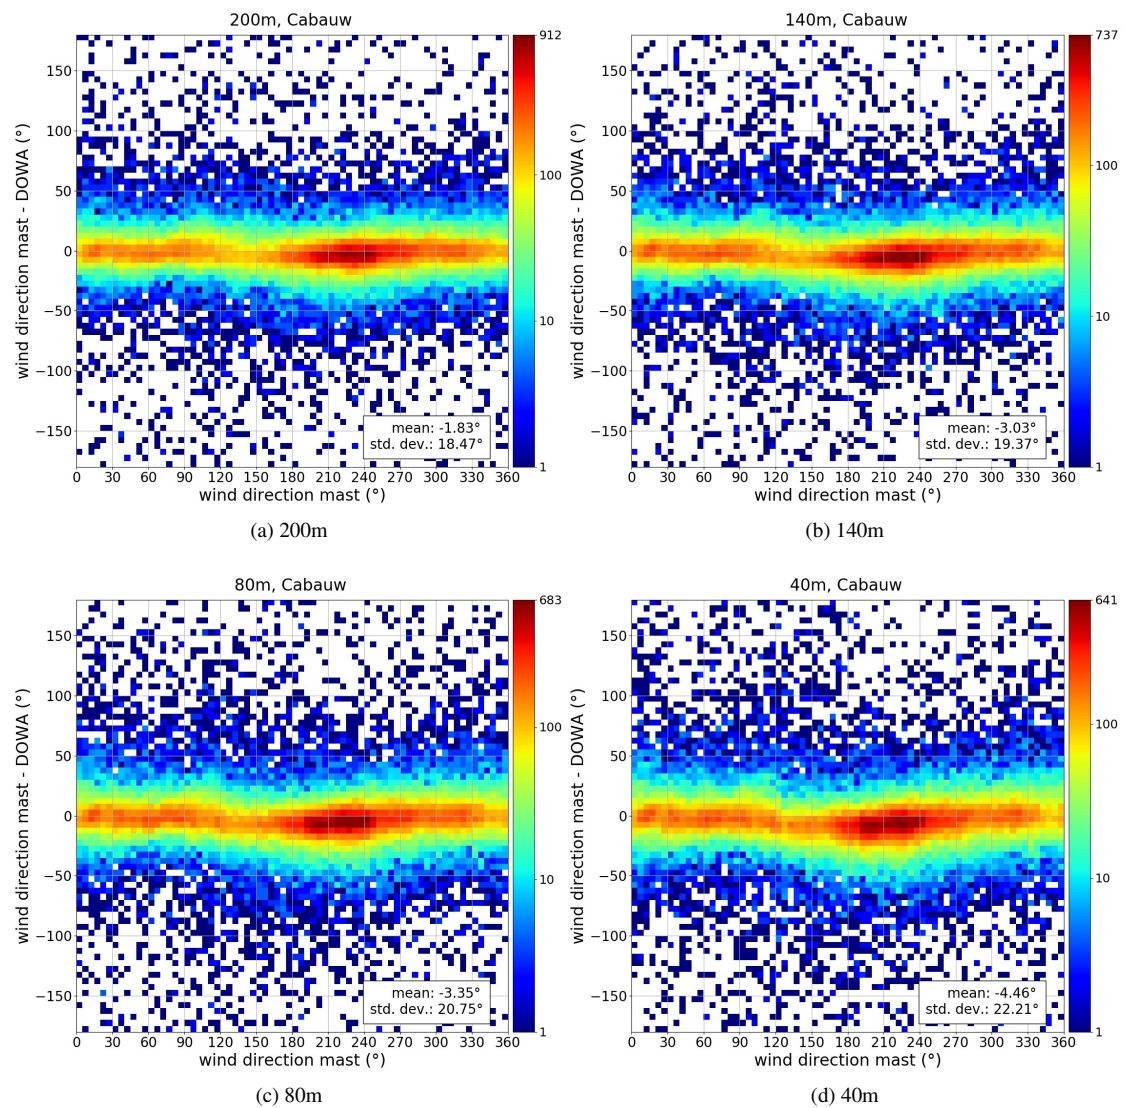 200m, Cabauw
912
100
10
1
150
100
50
0
−50
−100
−150
wind direction mast - DOWA (°)
mean: -1.83°
std. dev.: 18.47°
0 30 60 90 120 150 180 210 240 270 300 330 360
wind direction mast (°)
(a) 200m
140m, Cabauw
737
100
10
1
150
100
50
0
−50
−100
−150
wind direction mast - DOWA (°)
mean: -3.03°
std. dev.: 19.37°
0 30 60 90 120 150 180 210 240 270 300 330 360
wind direction mast (°)
(b) 140m
80m, Cabauw
683
100
10
1
150
100
50
0
−50
−100
−150
wind direction mast - DOWA (°)
mean: -3.35°
std. dev.: 20.75°
0 30 60 90 120 150 180 210 240 270 300 330 360
wind direction mast (°)
(c) 80m
40m, Cabauw
641
100
10
1
150
100
50
0
−50
−100
−150
wind direction mast - DOWA (°)
mean: -4.46°
std. dev.: 22.21°
0 30 60 90 120 150 180 210 240 270 300 330 360
wind direction mast (°)
(d) 40m